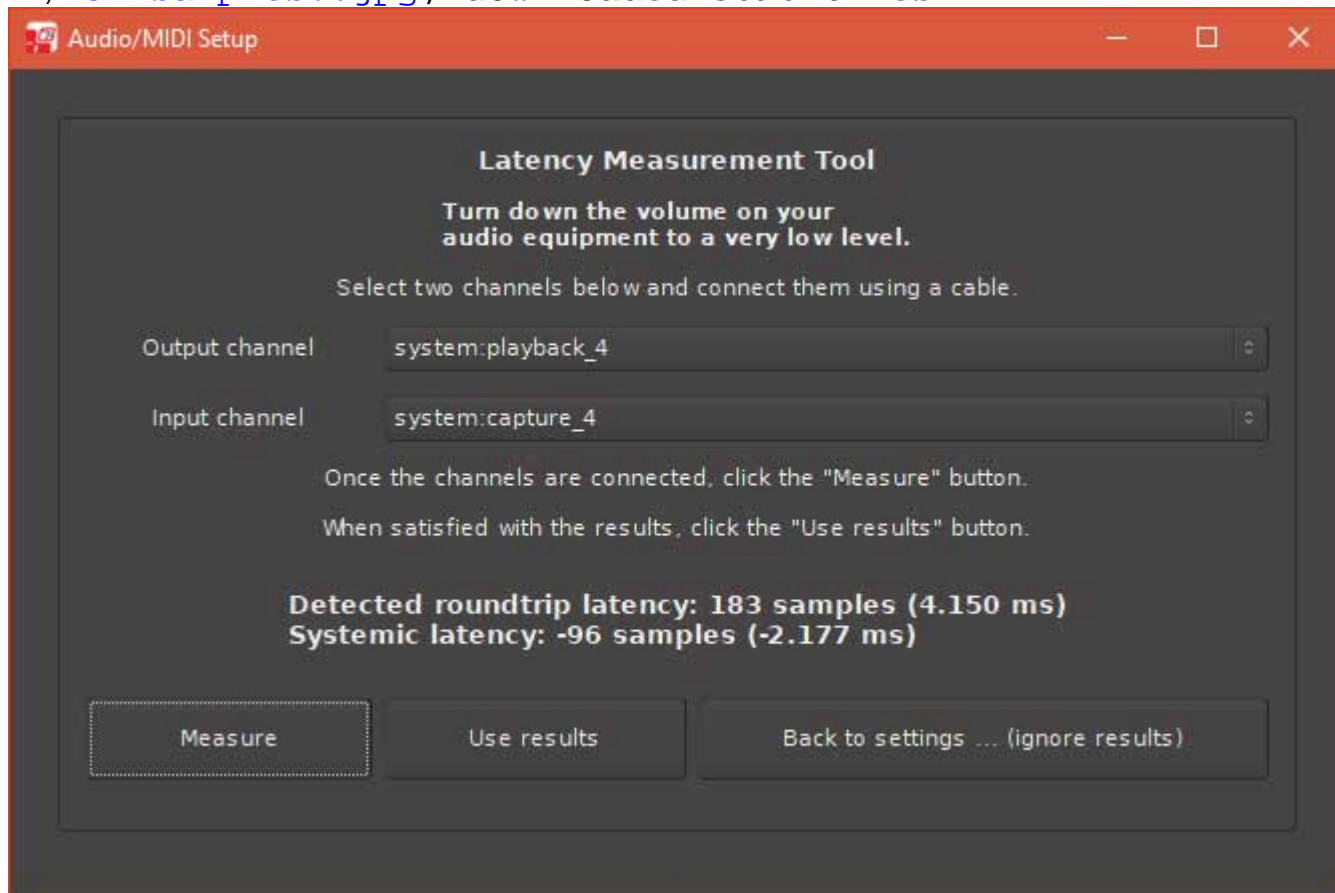 Audio/MIDI Setup
Latency Measurement Tool
Turn down the volume on your
audio equipment to a very low level.
Select two channels below and connect them using a cable.
Output channel system:playback_4
Input channel system:capture_4
Once the channels are connected, click the "Measure" button.
When satisfied with the results, click the "Use results" button.
Detected roundtrip latency: 183 samples (4.150 ms)
Systemic latency: -96 samples (-2.177 ms)
Measure Use results Back to settings ... (ignore results)